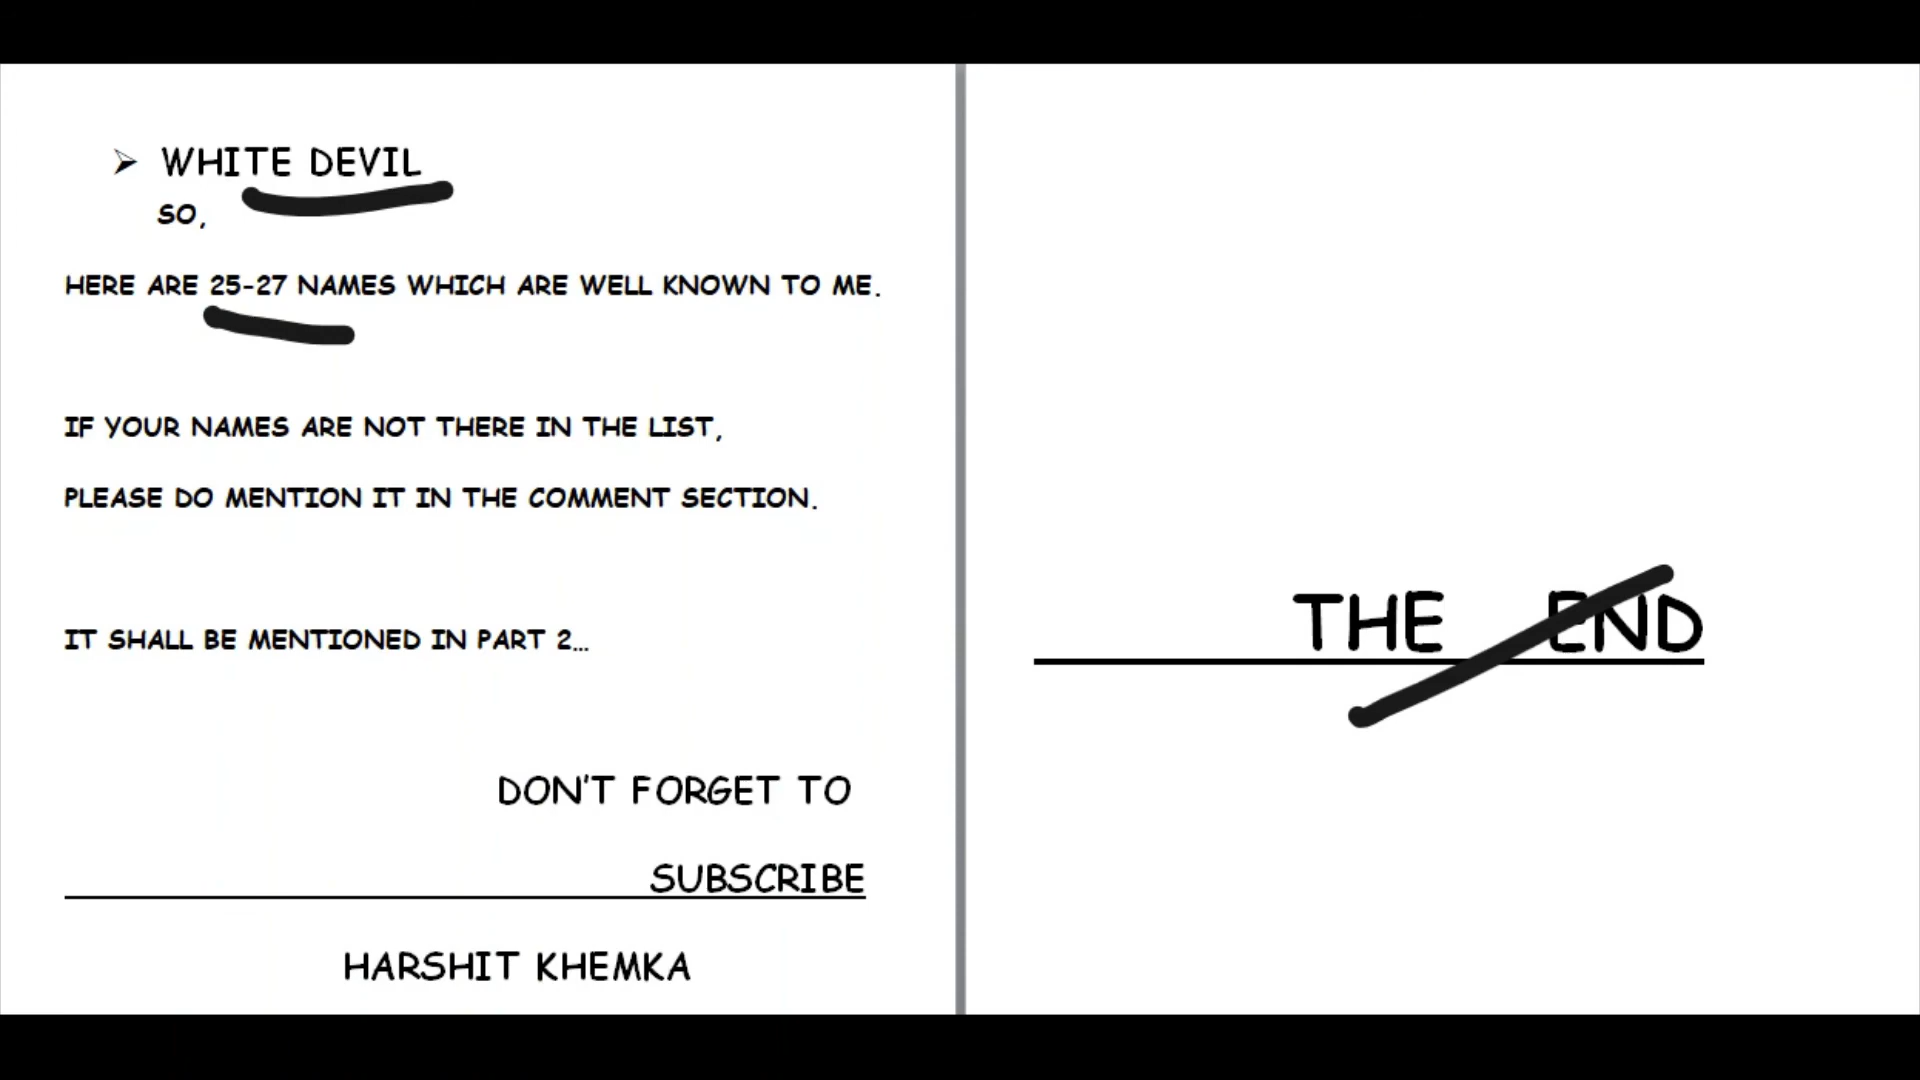 ➢ WHITE DEVIL
SO,
HERE ARE 25-27 NAMES WHICH ARE WELL KNOWN TO ME.
IF YOUR NAMES ARE NOT THERE IN THE LIST,
PLEASE DO MENTION IT IN THE COMMENT SECTION.
IT SHALL BE MENTIONED IN PART 2...
DON'T FORGET TO
SUBSCRIBE
HARSHIT KHEMKA
THE END